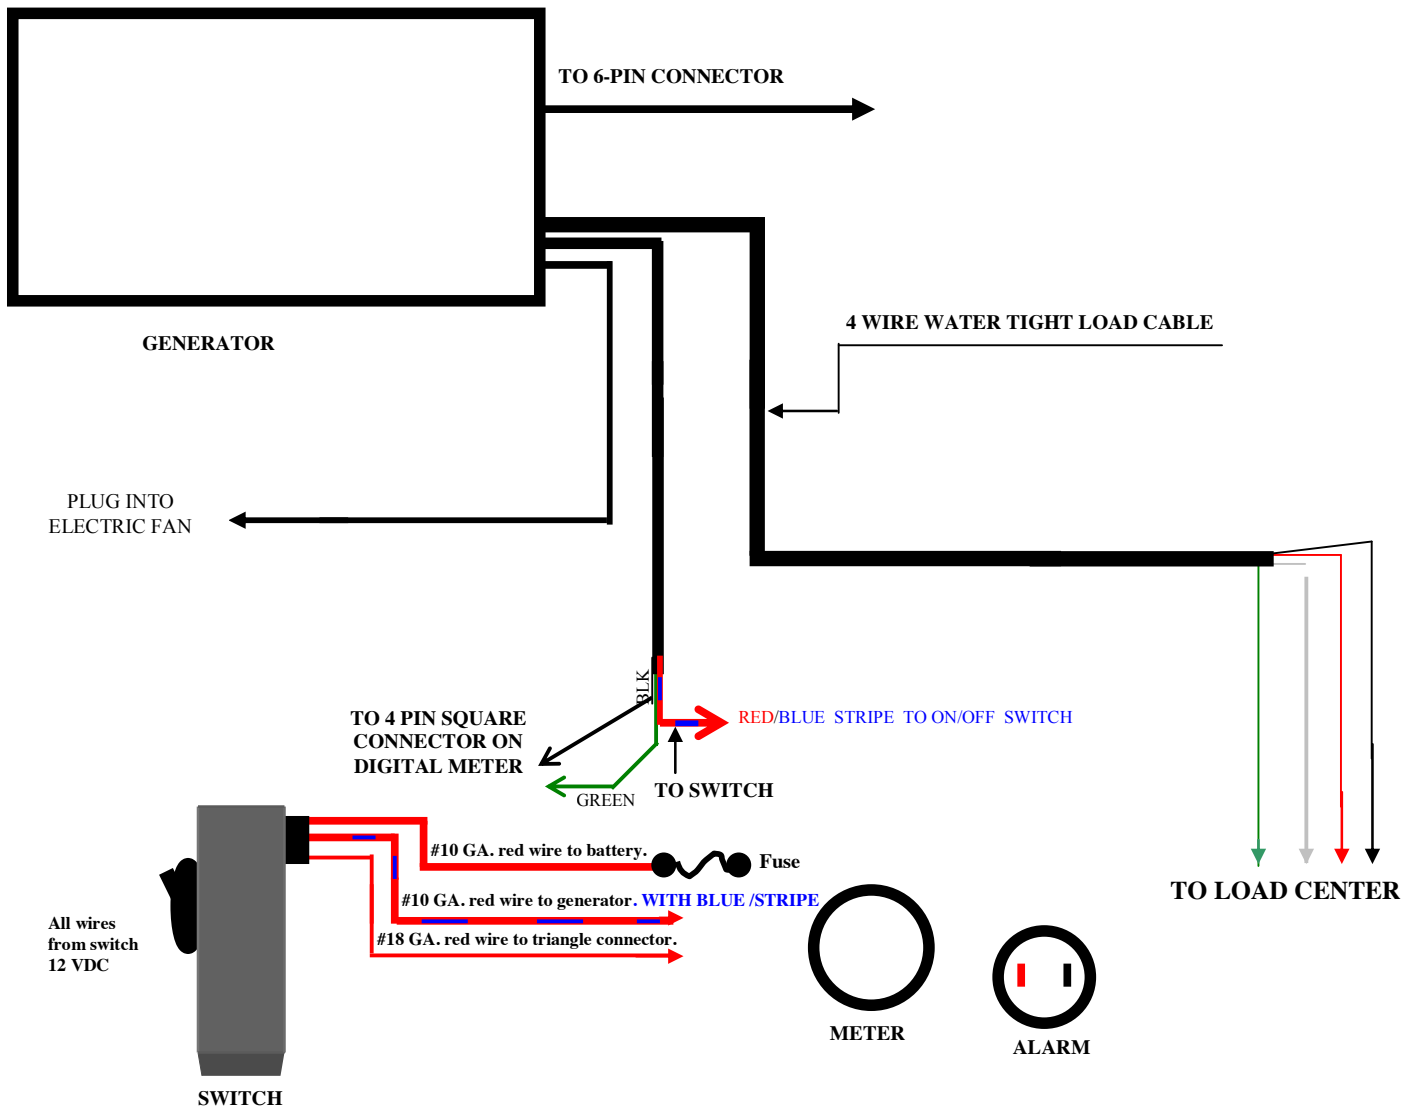 TO 6-PIN CONNECTOR
GENERATOR
4 WIRE WATER TIGHT LOAD CABLE
PLUG INTO
ELECTRIC FAN
BLK
TO 4 PIN SQUARE
CONNECTOR ON
DIGITAL METER
RED/BLUE STRIPE TO ON/OFF SWITCH
TO SWITCH
GREEN
#10 GA. red wire to battery.
Fuse
#10 GA. red wire to generator. WITH BLUE /STRIPE
#18 GA. red wire to triangle connector.
All wires
from switch
12 VDC
TO LOAD CENTER
METER
ALARM
SWITCH